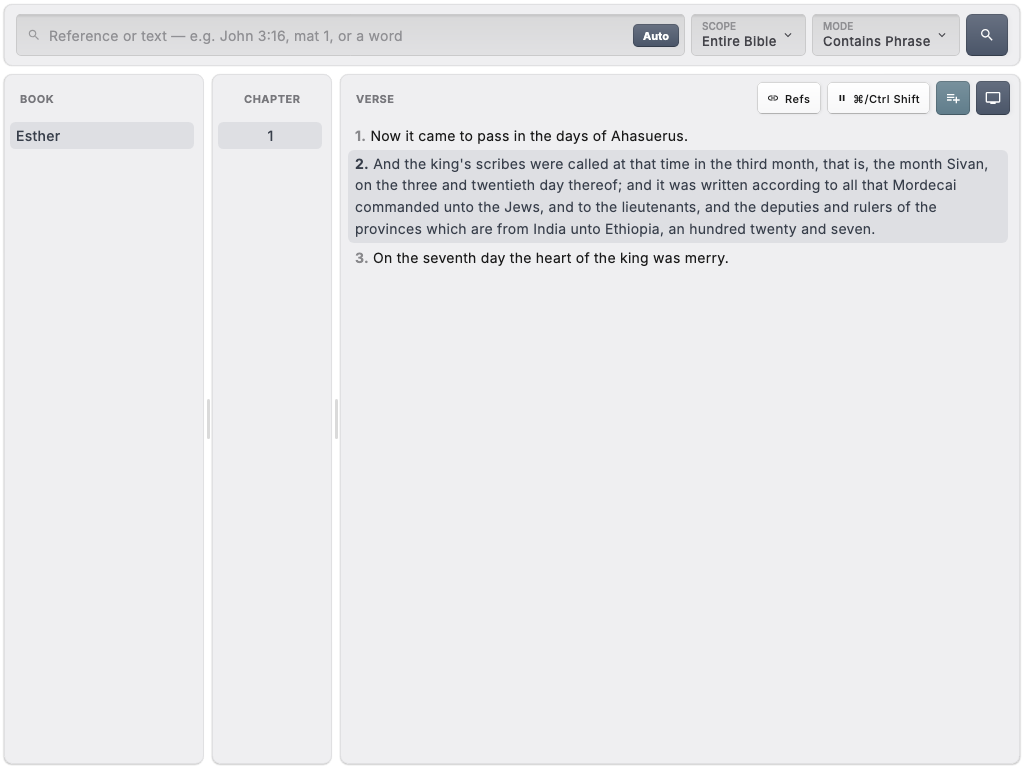 Reference or text — e.g. John 3:16, mat 1, or a word
Auto
SCOPE
Entire Bible
MODE
Contains Phrase
BOOK
CHAPTER
VERSE
Refs
⌘/Ctrl Shift
Esther
1
1. Now it came to pass in the days of Ahasuerus.
2. And the king's scribes were called at that time in the third month, that is, the month Sivan,
on the three and twentieth day thereof; and it was written according to all that Mordecai
commanded unto the Jews, and to the lieutenants, and the deputies and rulers of the
provinces which are from India unto Ethiopia, an hundred twenty and seven.
3. On the seventh day the heart of the king was merry.